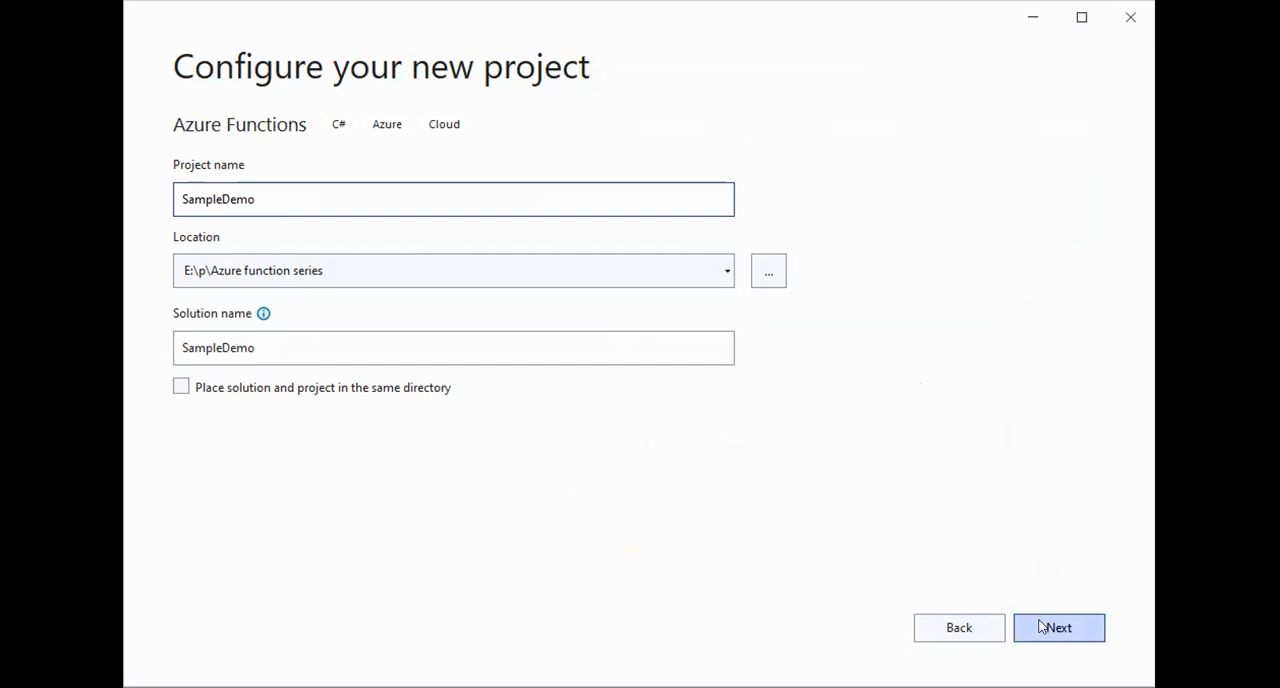 Configure your new project
Azure Functions C# Azure Cloud
Project name
SampleDemo
Location
E:\p\Azure function series
...
Solution name
SampleDemo
Place solution and project in the same directory
Back
Next